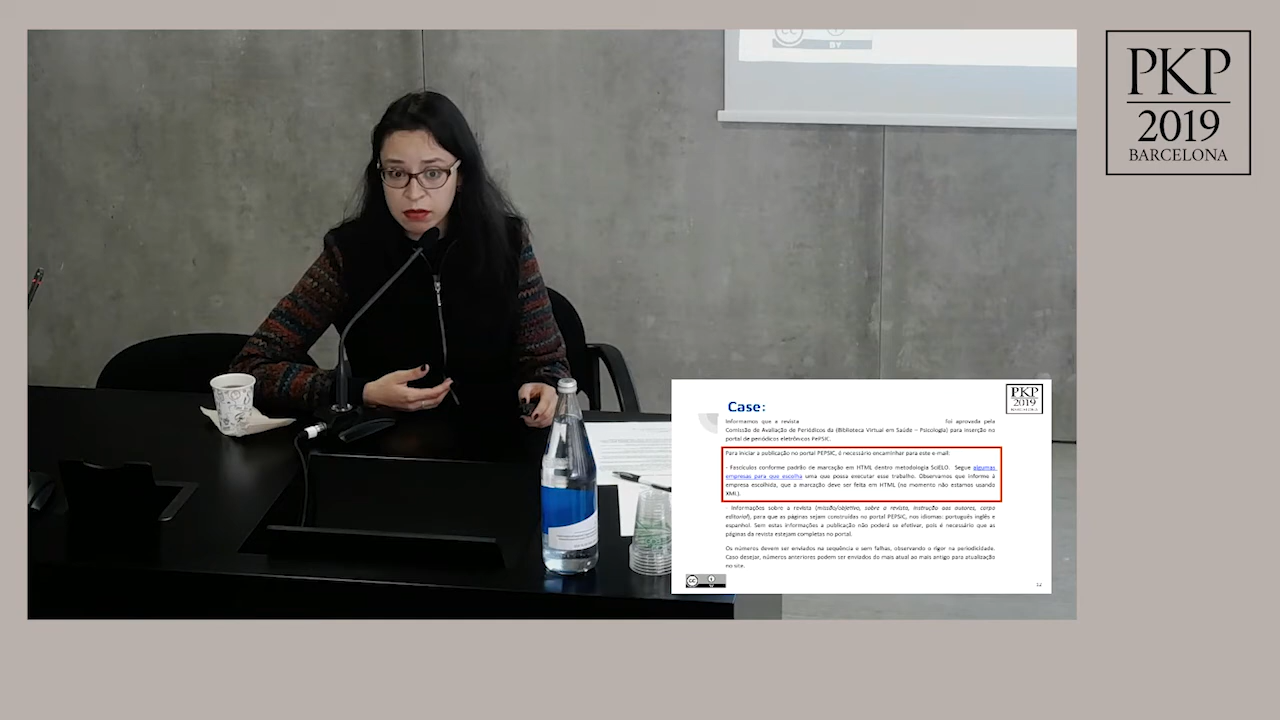 BY
PKP
2019
BARCELONA
Case:
PKP
2019
BARCELONA
Informamos que a revista foi aprovada pela
Comissão de Avaliação de Periódicos da (Biblioteca Virtual em Saúde – Psicologia) para inserção no
portal de periódicos eletrônicos PePSIC.
Para iniciar a publicação no portal PEPSIC, é necessário encaminhar para este e-mail:
- Fascículos conforme padrão de marcação em HTML dentro metodologia SciELO. Segue algumas
empresas para que escolha uma que possa executar esse trabalho. Observamos que informe à
empresa escolhida, que a marcação deve ser feita em HTML (no momento não estamos usando
XML).
- Informações sobre a revista (missão/objetivo, sobre a revista, instrução aos autores, corpo
editorial), para que as páginas sejam construídas no portal PEPSIC, nos idiomas: português inglês e
espanhol. Sem estas informações a publicação não poderá se efetivar, pois é necessário que as
páginas da revista estejam completas no portal.
Os números devem ser enviados na sequência e sem falhas, observando o rigor na periodicidade.
Caso desejar, números anteriores podem ser enviados do mais atual ao mais antigo para atualização
no site.